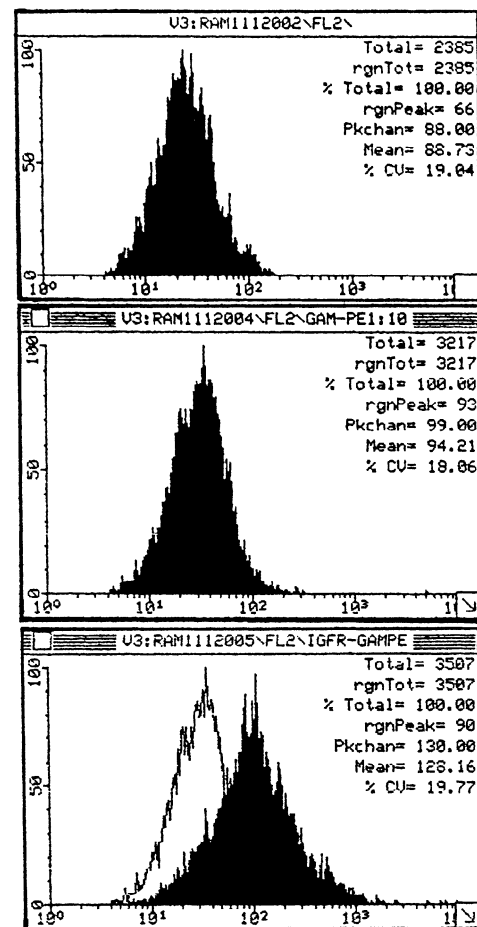 V3:RAM1112002\FL2\
100
50
0
Total= 2385
rgnTot= 2385
% Total= 100.00
rgnPeak= 66
Pkchan= 88.00
Mean= 88.73
% CV= 19.04
10⁰ 10¹ 10² 10³
V3:RAM1112004\FL2\GAM-PE1:10
100
50
0
Total= 3217
rgnTot= 3217
% Total= 100.00
rgnPeak= 93
Pkchan= 99.00
Mean= 94.21
% CV= 18.06
10⁰ 10¹ 10² 10³
V3:RAM1112005\FL2\IGFR-GAMPE
100
50
0
Total= 3507
rgnTot= 3507
% Total= 100.00
rgnPeak= 90
Pkchan= 130.00
Mean= 128.16
% CV= 19.77
10⁰ 10¹ 10² 10³